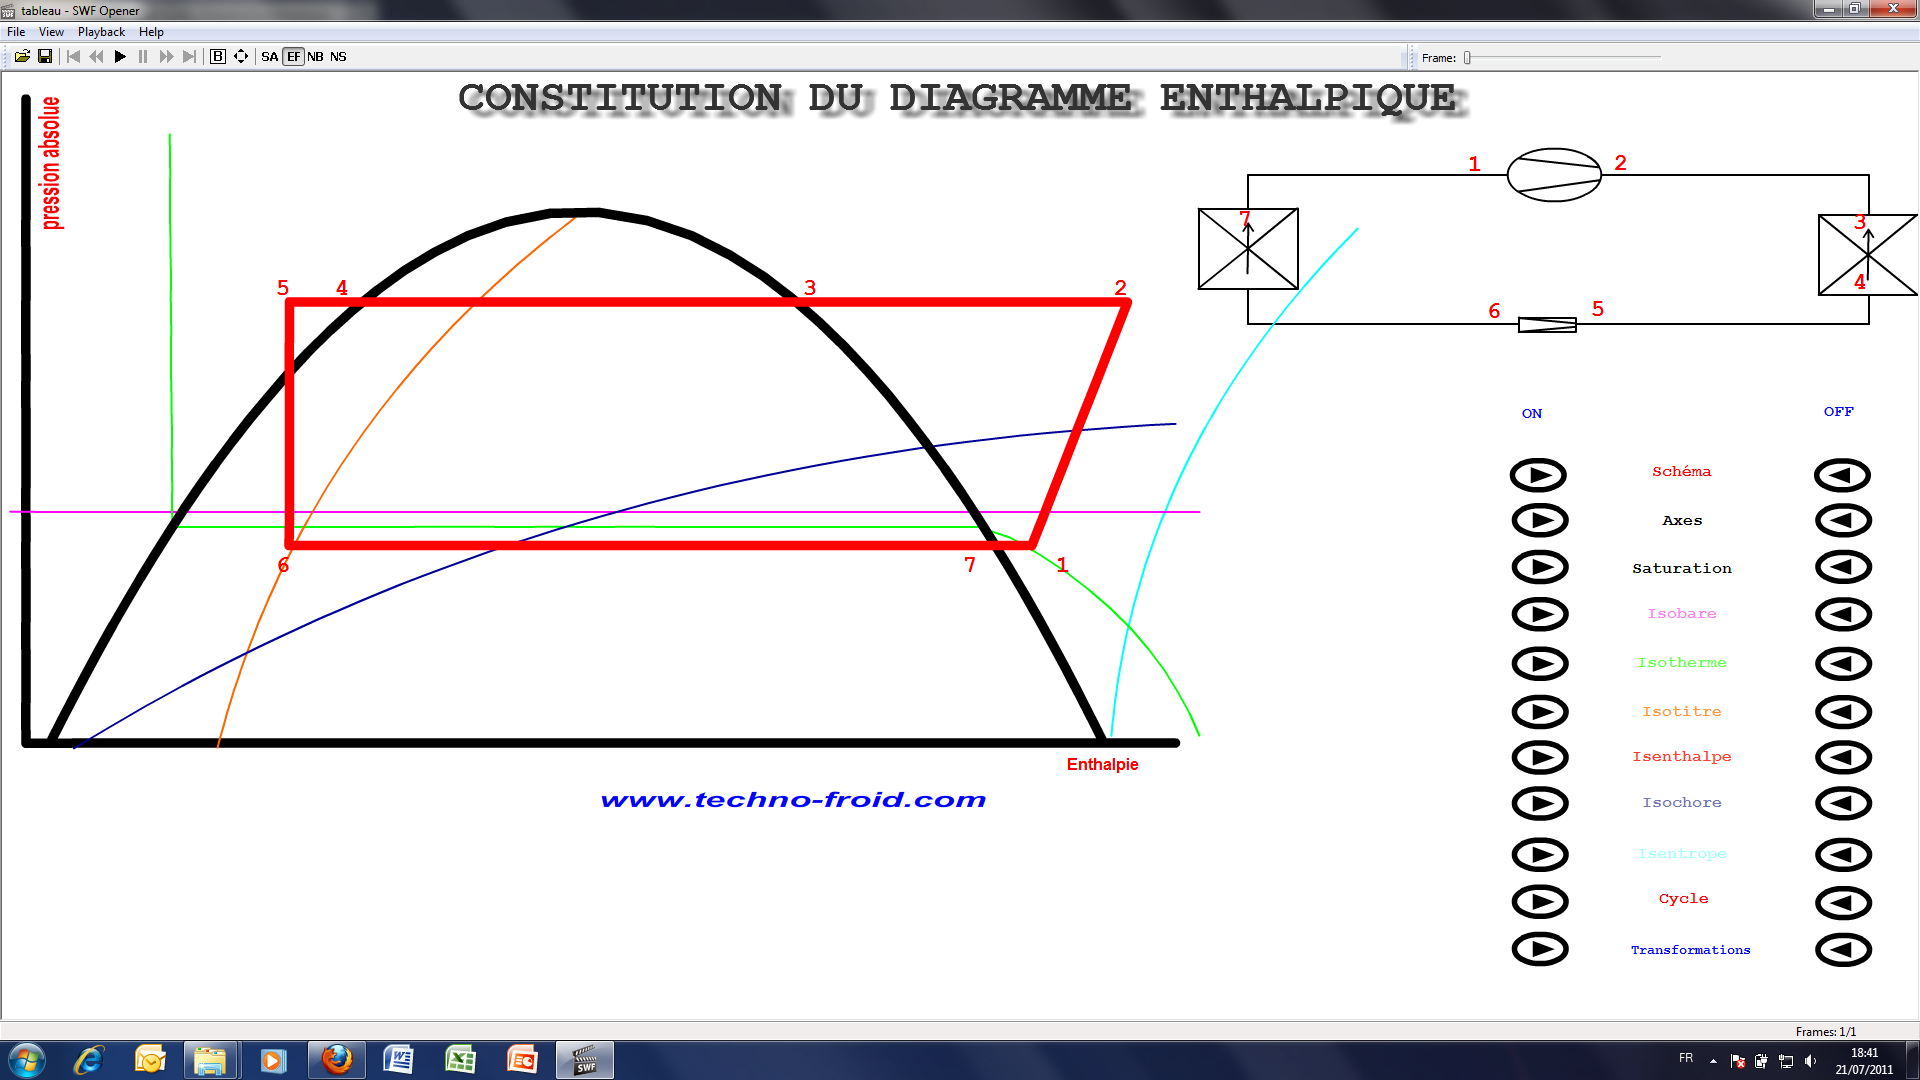 tableau - SWF Opener
File View Playback Help
B SA EF NB NS
Frame:
CONSTITUTION DU DIAGRAMME ENTHALPIQUE
pression absolue
5 4 3 2
6 7 1
Enthalpie
www.techno-froid.com
1 2
7 3
4
6 5
ON OFF
Schéma
Axes
Saturation
Isobare
Isotherme
Isotitre
Isenthalpe
Isochore
Isentrope
Cycle
Transformations
Frames: 1/1
SWF
FR 18:41
21/07/2011